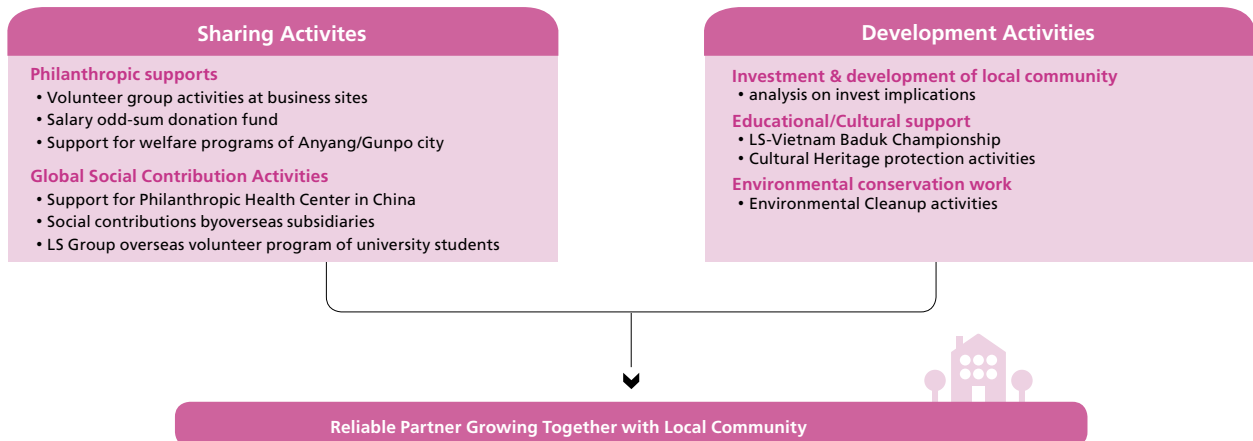 Sharing Activites
Philanthropic supports
• Volunteer group activities at business sites
• Salary odd-sum donation fund
• Support for welfare programs of Anyang/Gunpo city
Global Social Contribution Activities
• Support for Philanthropic Health Center in China
• Social contributions byoverseas subsidiaries
• LS Group overseas volunteer program of university students
Development Activities
Investment & development of local community
• analysis on invest implications
Educational/Cultural support
• LS-Vietnam Baduk Championship
• Cultural Heritage protection activities
Environmental conservation work
• Environmental Cleanup activities
Reliable Partner Growing Together with Local Community